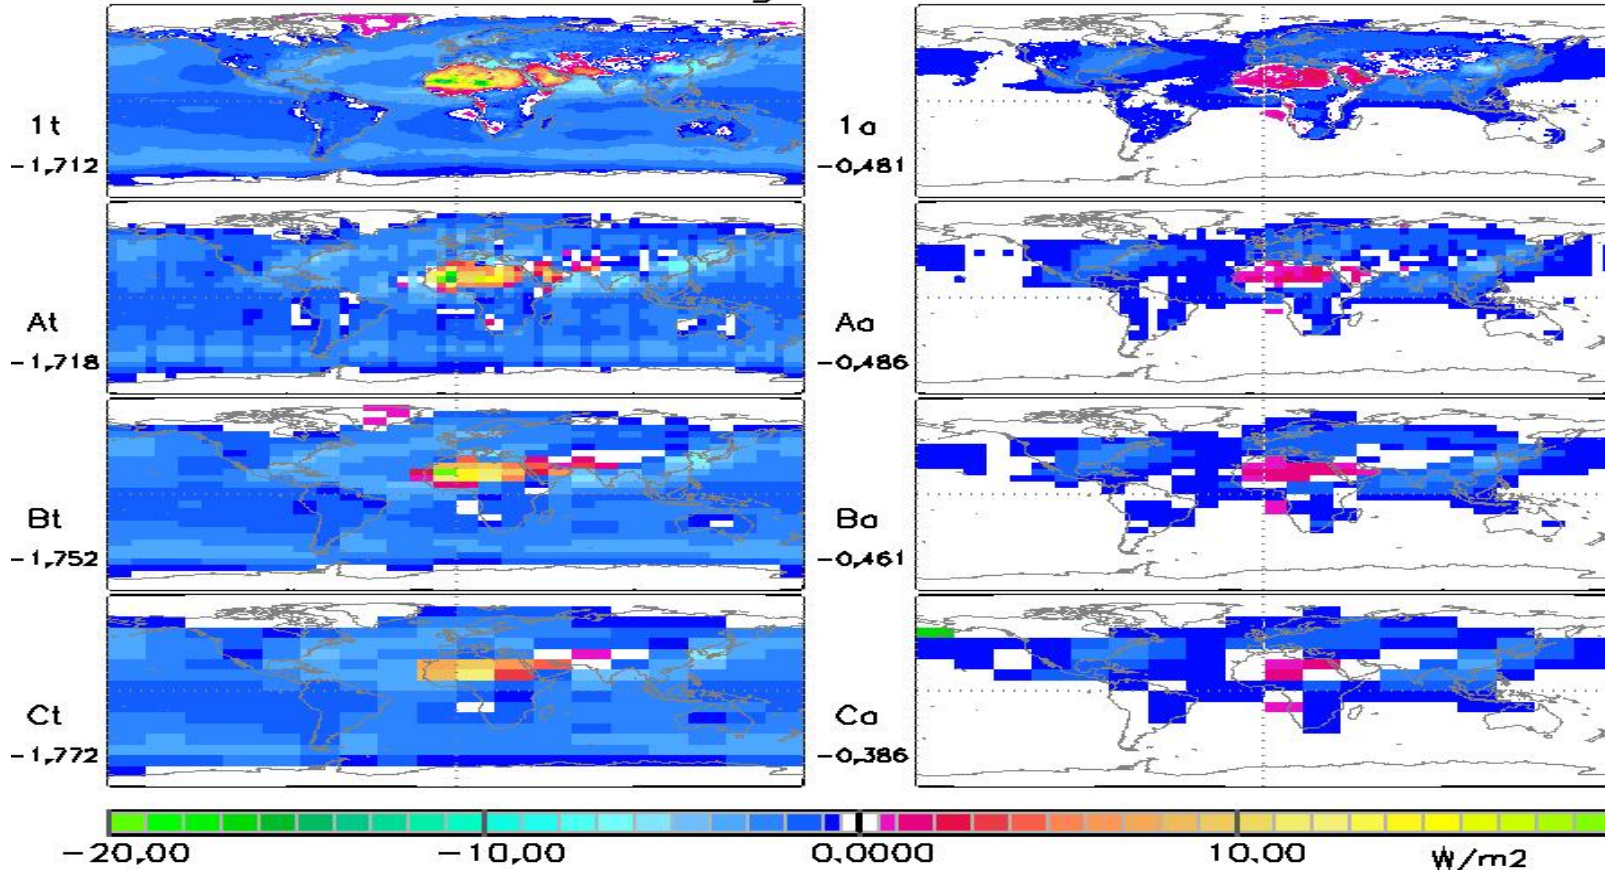 1t 1a
-1,712 -0,481
At Aa
-1,718 -0,486
Bt Ba
-1,752 -0,461
Ct Ca
-1,772 -0,386
-20,00 -10,00 0,0000 10,00 W/m2